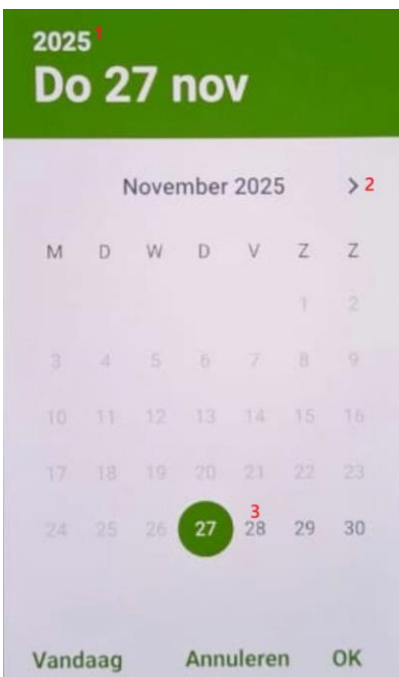 2025 1
Do 27 nov
November 2025 > 2
M D W D V Z Z
1 2
3 4 5 6 7 8 9
10 11 12 13 14 15 16
17 18 19 20 21 22 23
3
24 25 26 27 28 29 30
Vandaag Annuleren OK